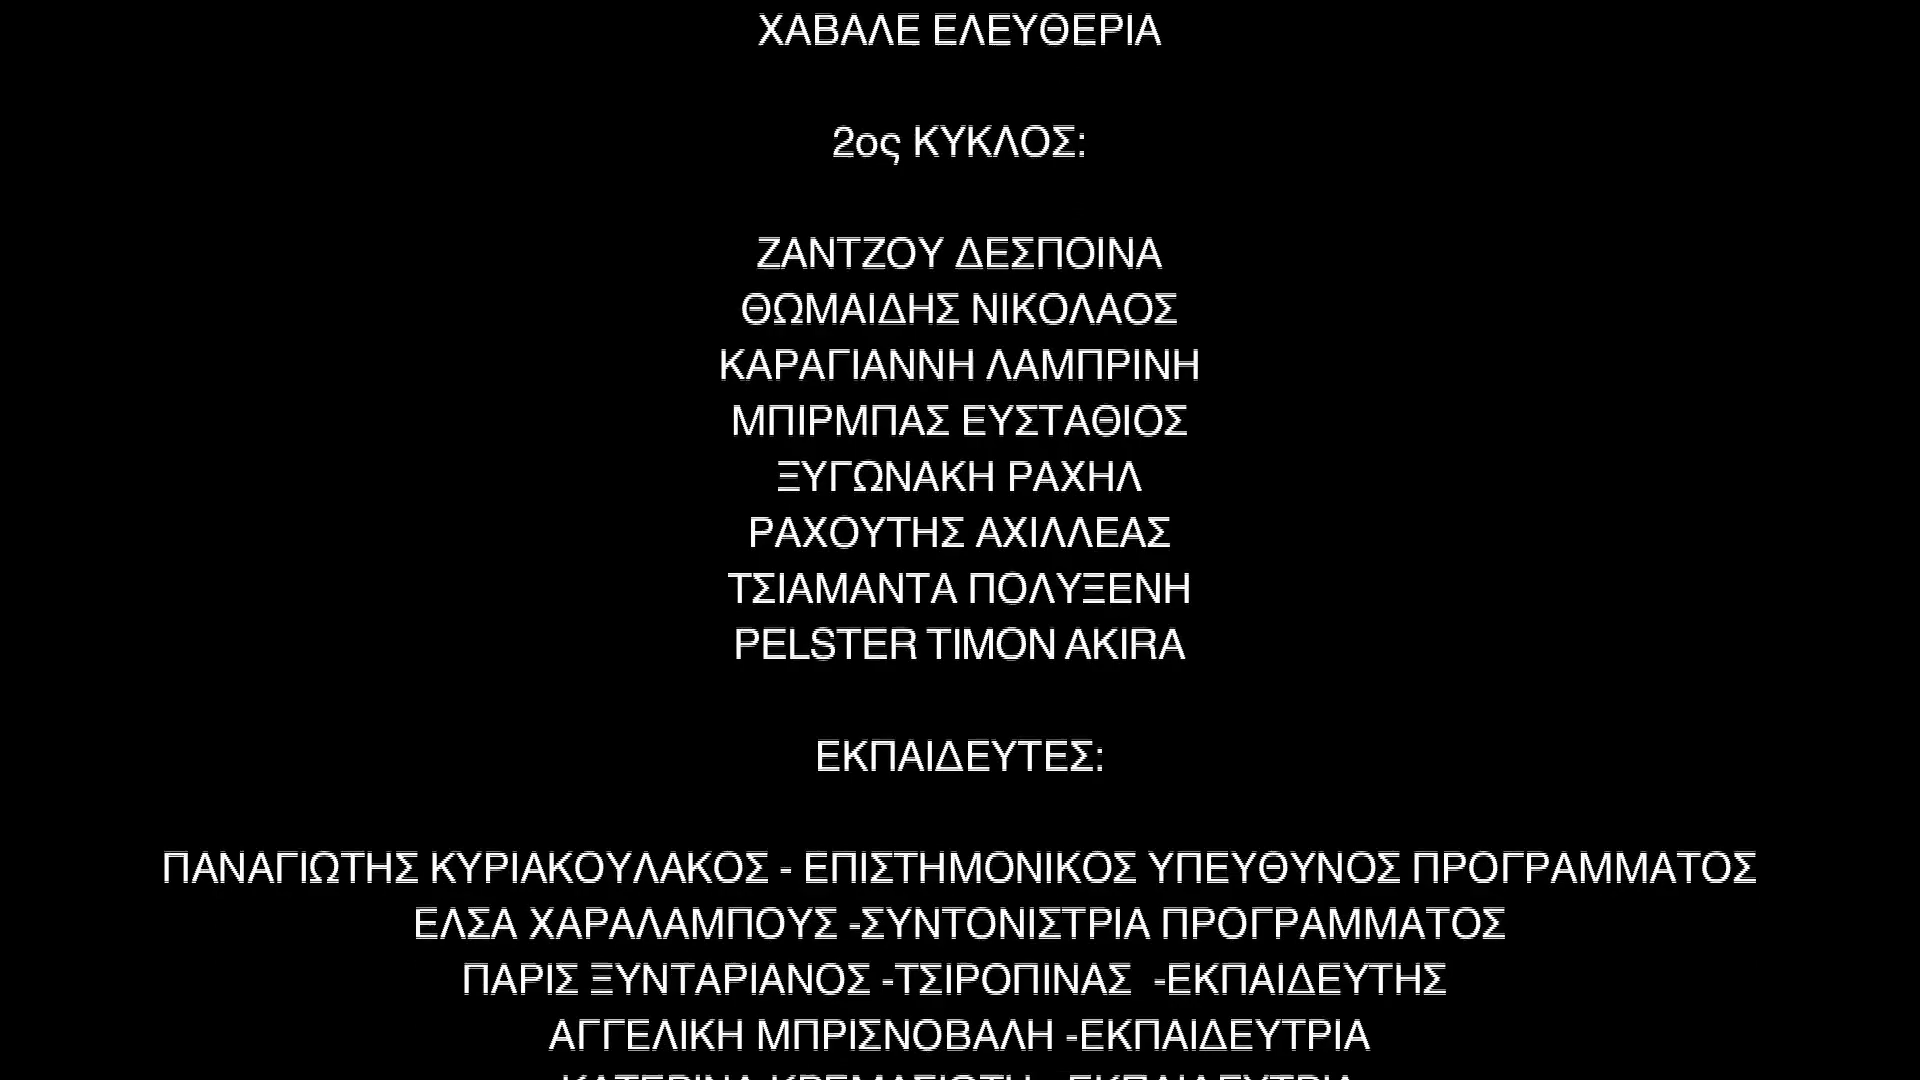 ΧΑΒΑΛΕ ΕΛΕΥΘΕΡΙΑ
2ος ΚΥΚΛΟΣ:
ΖΑΝΤΖΟΥ ΔΕΣΠΟΙΝΑ
ΘΩΜΑΙΔΗΣ ΝΙΚΟΛΑΟΣ
ΚΑΡΑΓΙΑΝΝΗ ΛΑΜΠΡΙΝΗ
ΜΠΙΡΜΠΑΣ ΕΥΣΤΑΘΙΟΣ
ΞΥΓΩΝΑΚΗ ΡΑΧΗΛ
ΡΑΧΟΥΤΗΣ ΑΧΙΛΛΕΑΣ
ΤΣΙΑΜΑΝΤΑ ΠΟΛΥΞΕΝΗ
PELSTER TIMON AKIRA
ΕΚΠΑΙΔΕΥΤΕΣ:
ΠΑΝΑΓΙΩΤΗΣ ΚΥΡΙΑΚΟΥΛΑΚΟΣ - ΕΠΙΣΤΗΜΟΝΙΚΟΣ ΥΠΕΥΘΥΝΟΣ ΠΡΟΓΡΑΜΜΑΤΟΣ
ΕΛΣΑ ΧΑΡΑΛΑΜΠΟΥΣ -ΣΥΝΤΟΝΙΣΤΡΙΑ ΠΡΟΓΡΑΜΜΑΤΟΣ
ΠΑΡΙΣ ΞΥΝΤΑΡΙΑΝΟΣ -ΤΣΙΡΟΠΙΝΑΣ  -ΕΚΠΑΙΔΕΥΤΗΣ
ΑΓΓΕΛΙΚΗ ΜΠΡΙΣΝΟΒΑΛΗ -ΕΚΠΑΙΔΕΥΤΡΙΑ